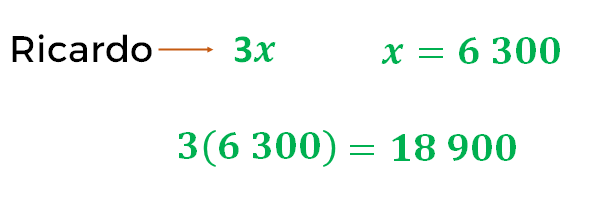 Ricardo → 3x x = 6 300
3(6 300) = 18 900